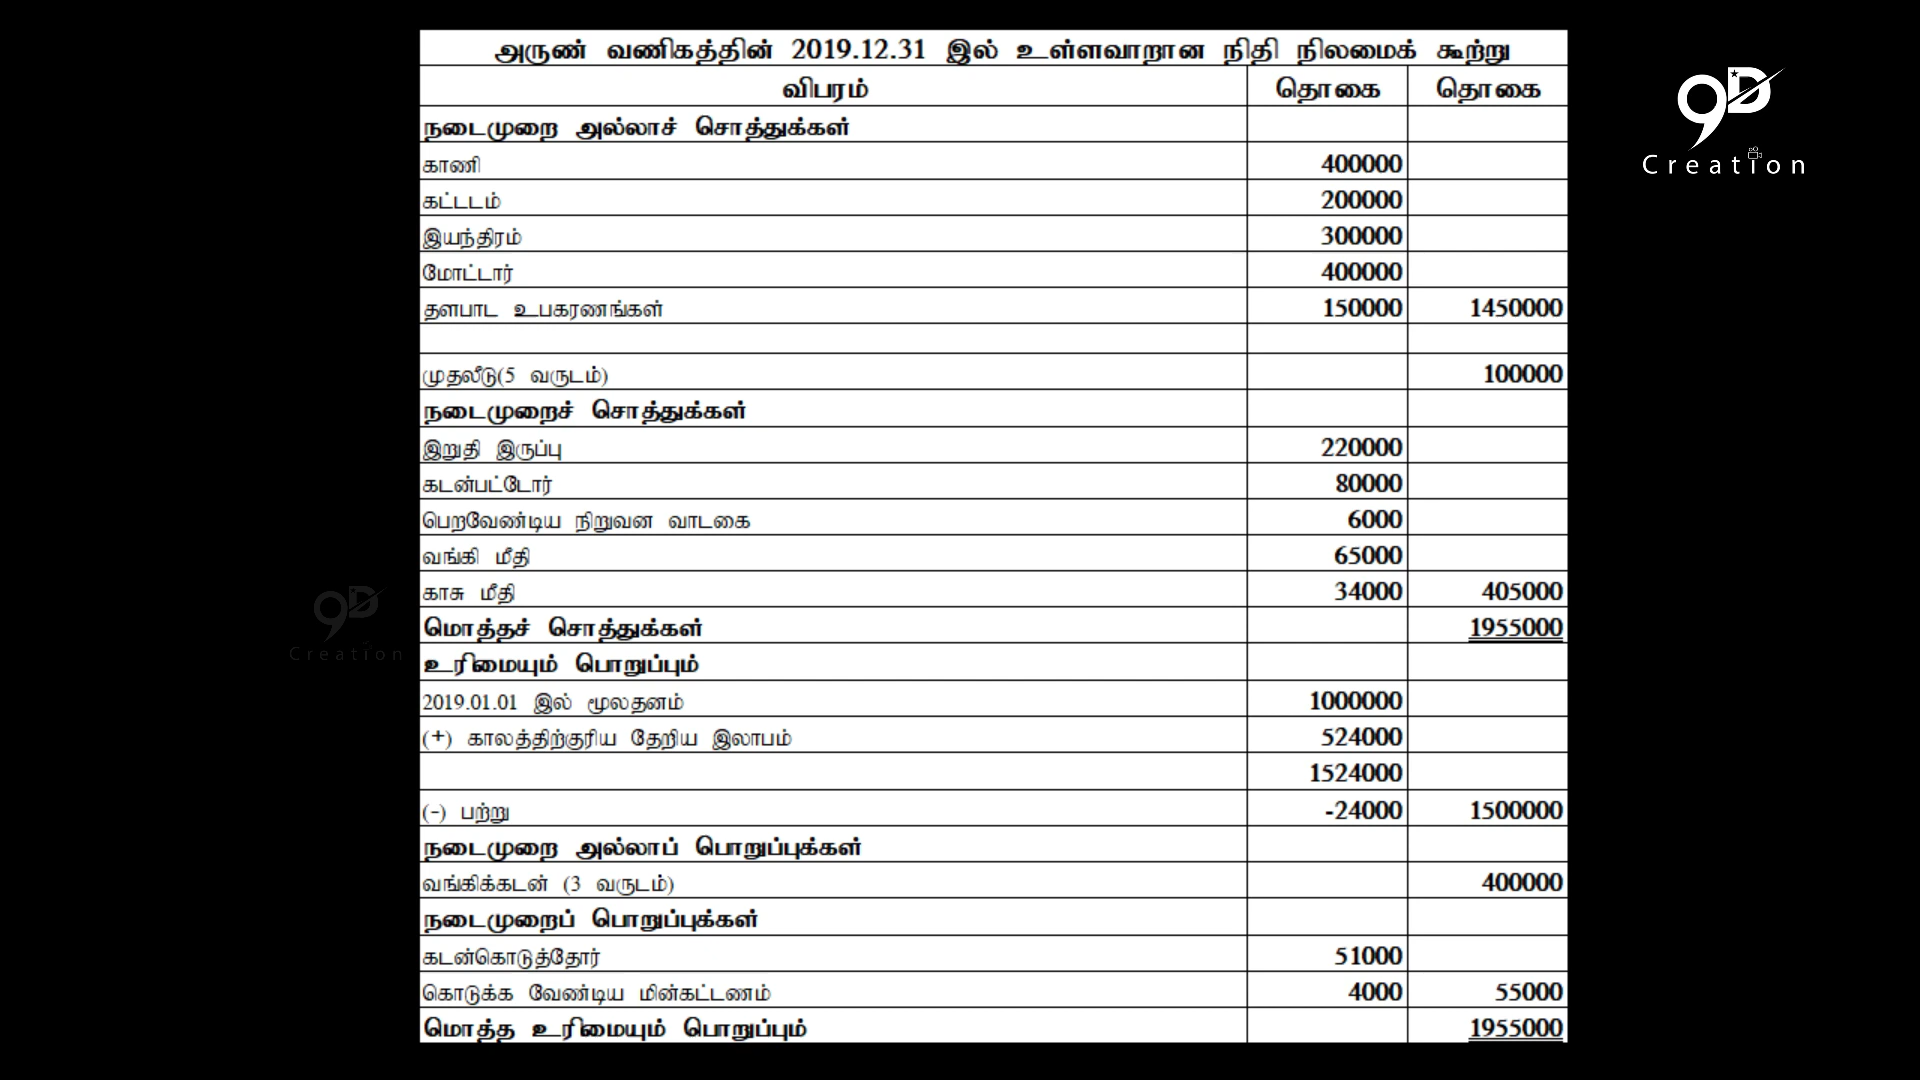 அருண் வணிகத்தின் 2019.12.31 இல் உள்ளவாறான நிதி நிலமைக் கூற்று
விபரம் தொகை தொகை
நடைமுறை அல்லாச் சொத்துக்கள்
காணி 400000
கட்டடம் 200000
இயந்திரம் 300000
மோட்டார் 400000
தளபாட உபகரணங்கள் 150000 1450000
முதலீடு(5 வருடம்) 100000
நடைமுறைச் சொத்துக்கள்
இறுதி இருப்பு 220000
கடன்பட்டோர் 80000
பெறவேண்டிய நிறுவன வாடகை 6000
வங்கி மீதி 65000
காசு மீதி 34000 405000
மொத்தச் சொத்துக்கள் 1955000
உரிமையும் பொறுப்பும்
2019.01.01 இல் மூலதனம் 1000000
(+) காலத்திற்குரிய தேறிய இலாபம் 524000
1524000
(-) பற்று -24000 1500000
நடைமுறை அல்லாப் பொறுப்புக்கள்
வங்கிக்கடன் (3 வருடம்) 400000
நடைமுறைப் பொறுப்புக்கள்
கடன்கொடுத்தோர் 51000
கொடுக்க வேண்டிய மின்கட்டணம் 4000 55000
மொத்த உரிமையும் பொறுப்பும் 1955000
9D
Creation
9D
Creation